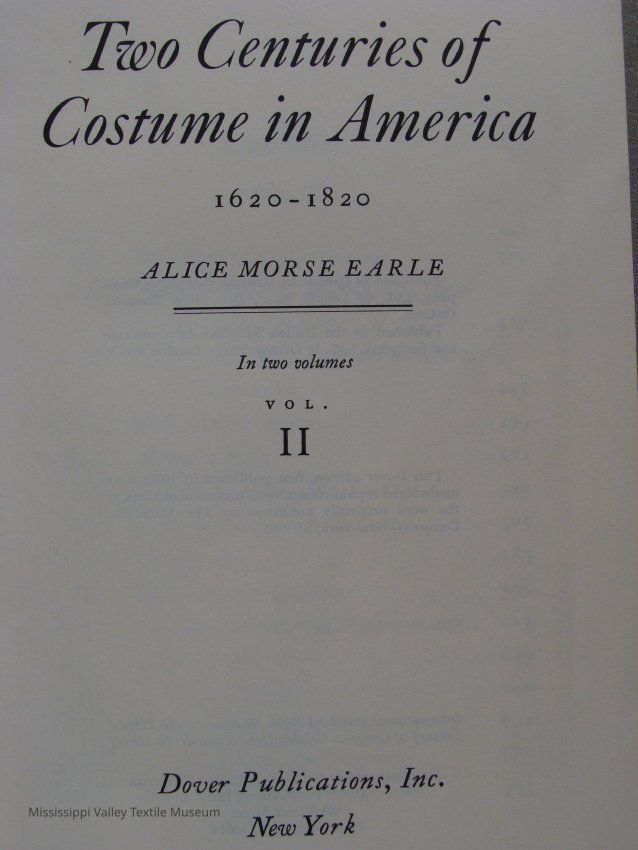 Two Centuries of
Costume in America
1620-1820
ALICE MORSE EARLE
In two volumes
VOL.
II
Dover Publications, Inc.
Mississippi Valley Textile Museum
New York